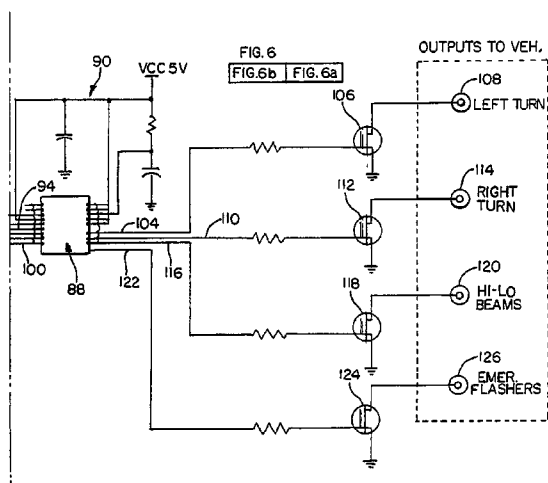 FIG. 6
FIG.6b FIG.6a
OUTPUTS TO VEH.
90
VCC 5V
106
108
LEFT TURN
94
104
110
112
114
RIGHT
TURN
100
88
116
122
118
120
HI-LO
BEAMS
124
126
EMER.
FLASHERS